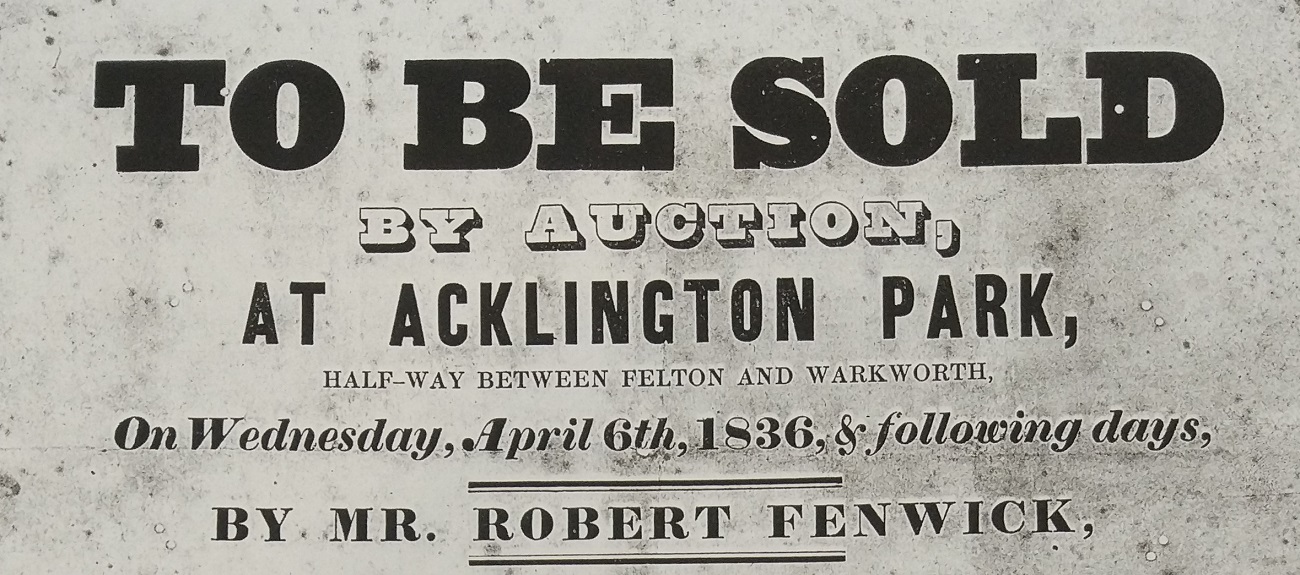 TO BE SOLD
BY AUCTION,
AT ACKLINGTON PARK,
HALF-WAY BETWEEN FELTON AND WARKWORTH,
On Wednesday, April 6th, 1836, & following days,
BY MR. ROBERT FENWICK,